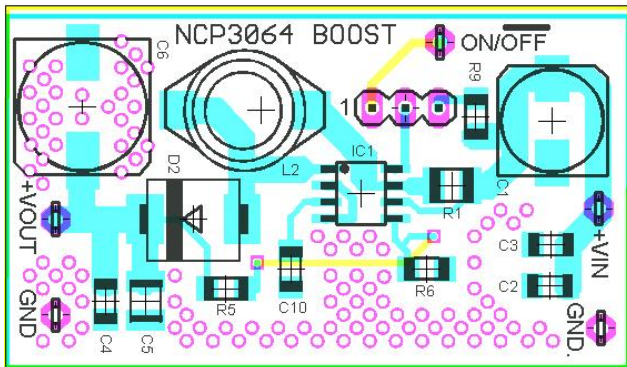 NCP3064 BOOST
ON/OFF
C6
R9
1
IC1
D2
L2
C1
R1
+VOUT
+VIN
C3
C2
GND
R5
C10
R6
GND.
C4
C5